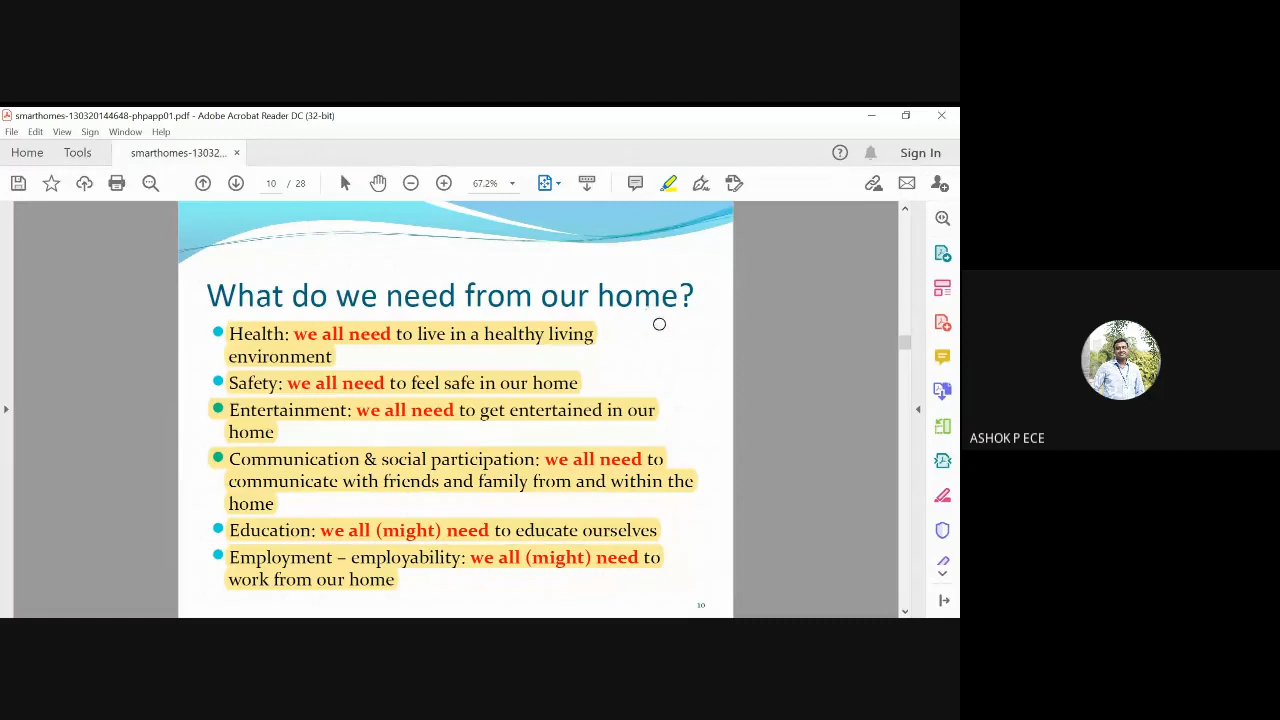 smarthomes-130320144648-phpapp01.pdf - Adobe Acrobat Reader DC (32-bit)
File Edit View Sign Window Help
Home Tools smarthomes-13032... × Sign In
10 / 28 67.2%
What do we need from our home?
Health: we all need to live in a healthy living
environment
Safety: we all need to feel safe in our home
Entertainment: we all need to get entertained in our
home
Communication & social participation: we all need to
communicate with friends and family from and within the
home
Education: we all (might) need to educate ourselves
Employment – employability: we all (might) need to
work from our home
10
ASHOK P ECE